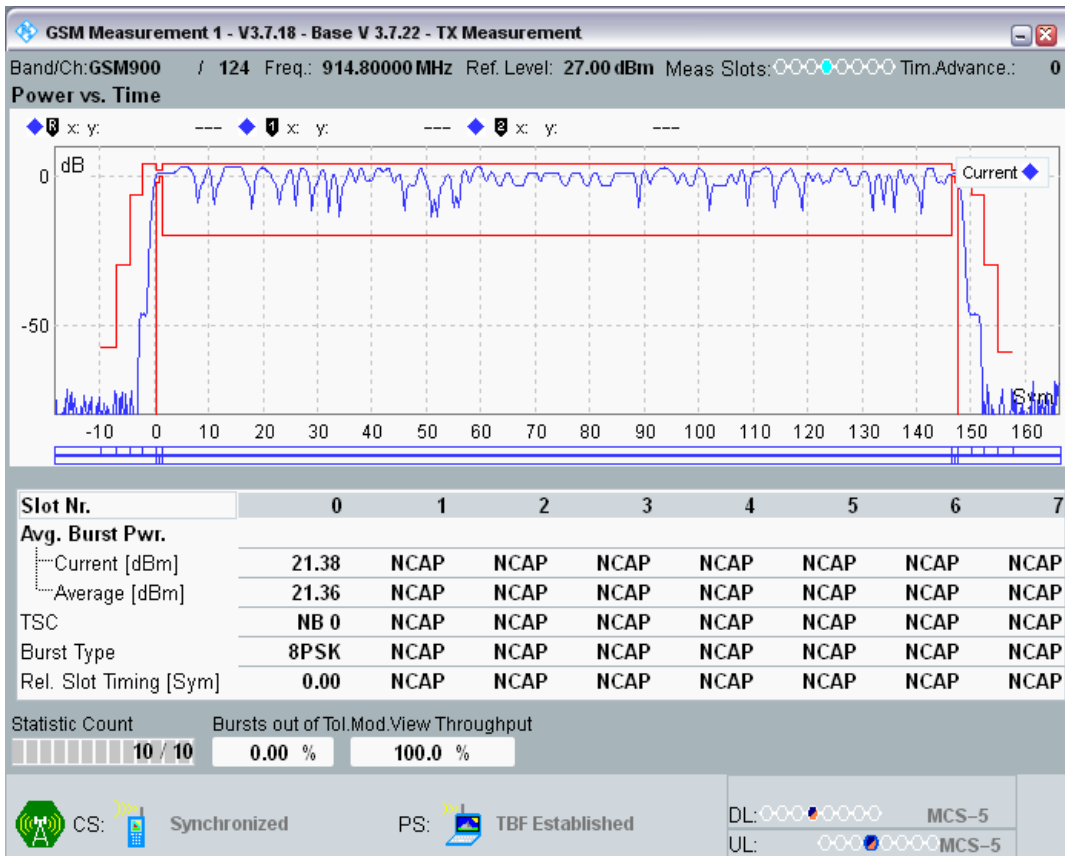 GSM Measurement 1 - V3.7.18 - Base V 3.7.22 - TX Measurement
Band/Ch:GSM900 / 124 Freq.: 914.80000 MHz Ref. Level: 27.00 dBm Meas Slots: Tim.Advance.: 0
Power vs. Time
R x: y: --- 1 x: y: --- 2 x: y: ---
dB
0
Current
-50
Sym
-10 0 10 20 30 40 50 60 70 80 90 100 110 120 130 140 150 160
Slot Nr. 0 1 2 3 4 5 6 7
Avg. Burst Pwr.
Current [dBm] 21.38 NCAP NCAP NCAP NCAP NCAP NCAP NCAP
Average [dBm] 21.36 NCAP NCAP NCAP NCAP NCAP NCAP NCAP
TSC NB 0 NCAP NCAP NCAP NCAP NCAP NCAP NCAP
Burst Type 8PSK NCAP NCAP NCAP NCAP NCAP NCAP NCAP
Rel. Slot Timing [Sym] 0.00 NCAP NCAP NCAP NCAP NCAP NCAP NCAP
Statistic Count Bursts out of Tol.Mod.View Throughput
10 / 10 0.00 % 100.0 %
CS: Synchronized PS: TBF Established
DL: MCS-5
UL: MCS-5